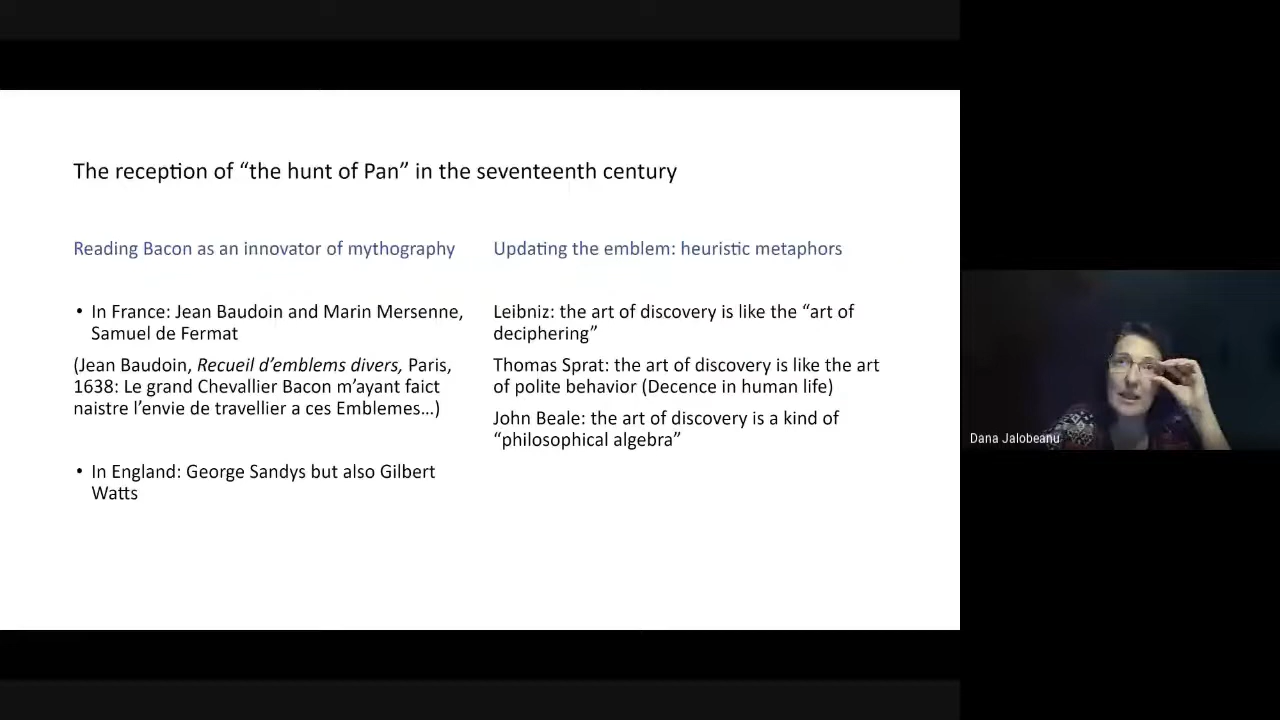 The reception of “the hunt of Pan” in the seventeenth century
Reading Bacon as an innovator of mythography
• In France: Jean Baudoin and Marin Mersenne,
Samuel de Fermat
(Jean Baudoin, Recueil d’emblems divers, Paris,
1638: Le grand Chevallier Bacon m’ayant faict
naistre l’envie de travellier a ces Emblemes…)
• In England: George Sandys but also Gilbert
Watts
Updating the emblem: heuristic metaphors
Leibniz: the art of discovery is like the “art of
deciphering”
Thomas Sprat: the art of discovery is like the art
of polite behavior (Decence in human life)
John Beale: the art of discovery is a kind of
“philosophical algebra”
Dana Jalobeanu